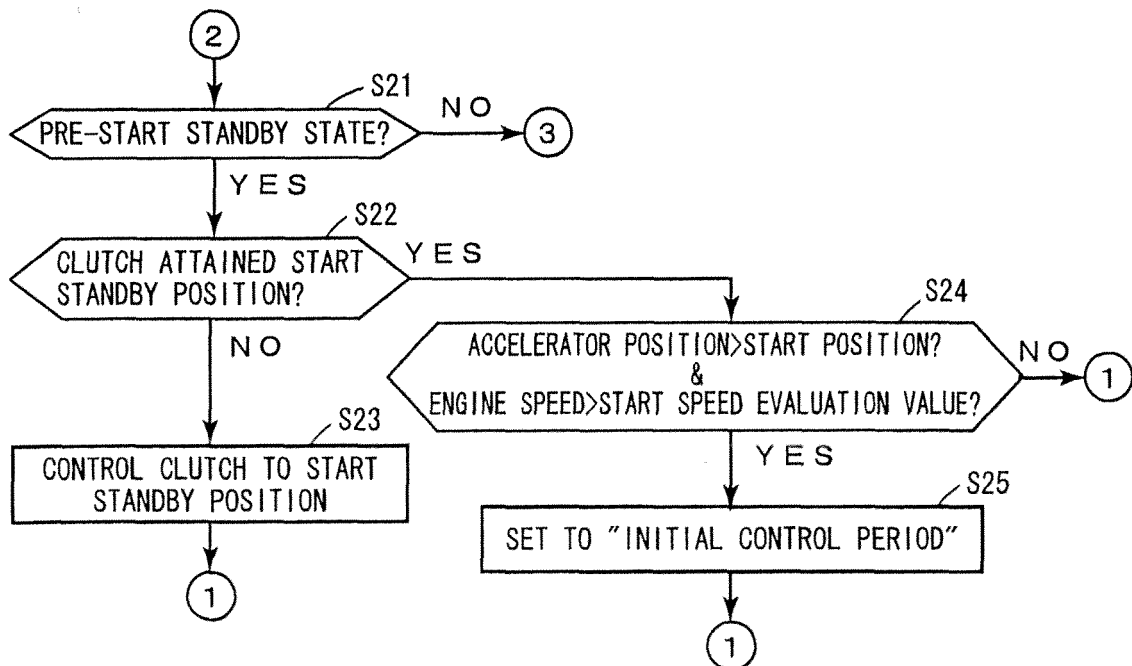 2
S21
PRE-START STANDBY STATE?
NO
3
YES
S22
CLUTCH ATTAINED START
STANDBY POSITION?
YES
NO
S24
ACCELERATOR POSITION>START POSITION?
&
ENGINE SPEED>START SPEED EVALUATION VALUE?
NO
1
S23
CONTROL CLUTCH TO START
STANDBY POSITION
1
YES
S25
SET TO "INITIAL CONTROL PERIOD"
1